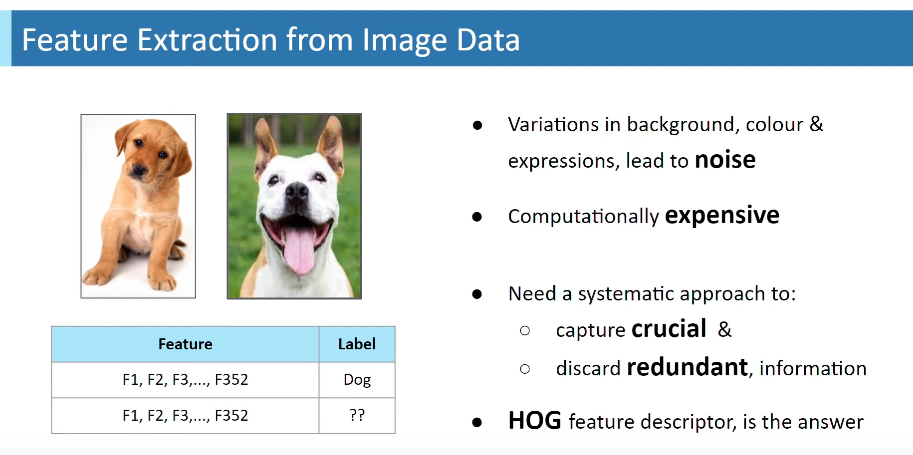 Feature Extraction from Image Data
● Variations in background, colour &
expressions, lead to noise
● Computationally expensive
● Need a systematic approach to:
○ capture crucial &
○ discard redundant, information
● HOG feature descriptor, is the answer
Feature Label
F1, F2, F3,..., F352 Dog
F1, F2, F3,..., F352 ??